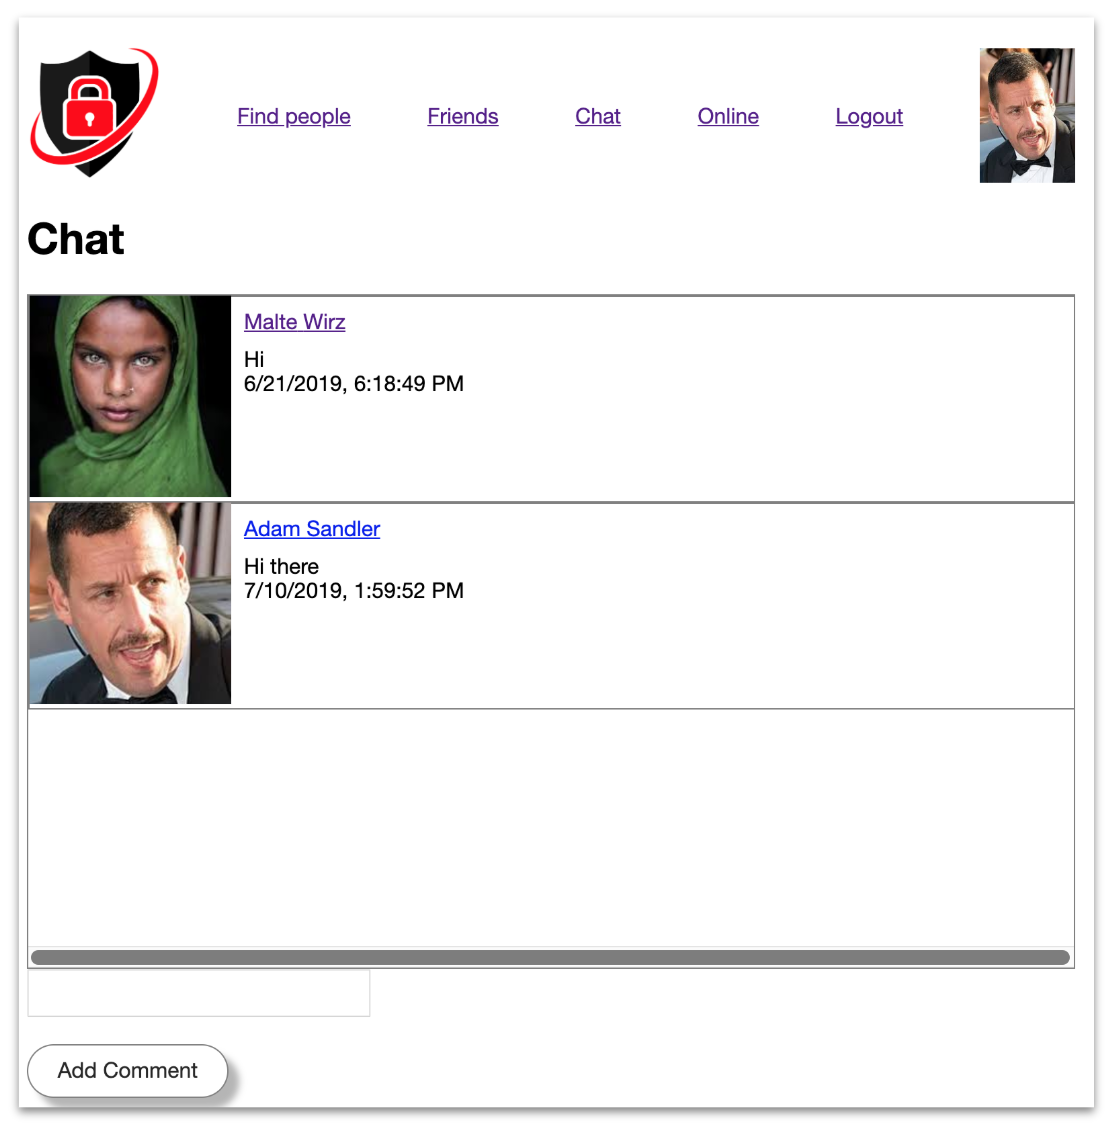 Find people Friends Chat Online Logout
Chat
Malte Wirz
Hi
6/21/2019, 6:18:49 PM
Adam Sandler
Hi there
7/10/2019, 1:59:52 PM
Add Comment